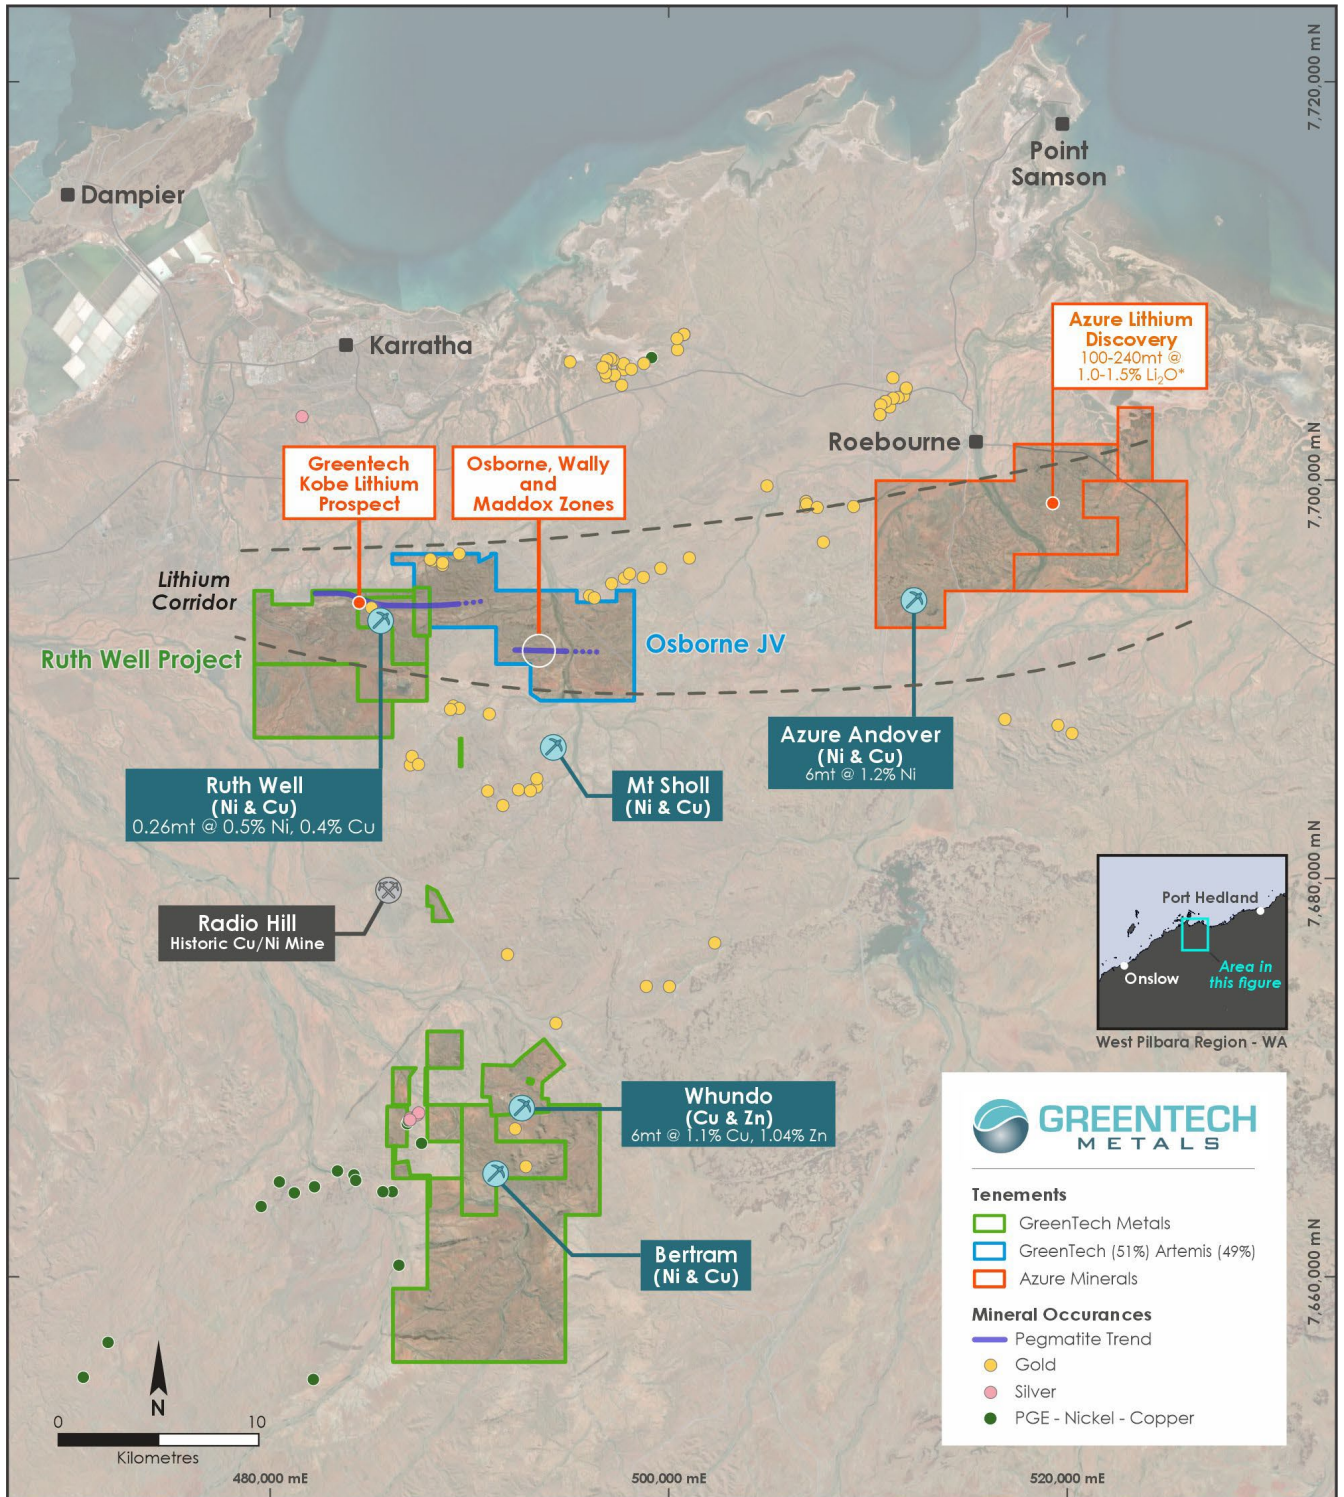 7,720,000 mN
Point
Samson
Dampier
Azure Lithium
Discovery
100-240mt @
1.0-1.5% Li₂O*
Karratha
Roebourne
7,700,000 mN
Greentech
Kobe Lithium
Prospect
Osborne, Wally
and
Maddox Zones
Lithium
Corridor
Ruth Well Project
Osborne JV
Azure Andover
(Ni & Cu)
6mt @ 1.2% Ni
Ruth Well
(Ni & Cu)
0.26mt @ 0.5% Ni, 0.4% Cu
Mt Sholl
(Ni & Cu)
7,680,000 mN
Radio Hill
Historic Cu/Ni Mine
Port Hedland
Onslow
Area in
this figure
West Pilbara Region - WA
Whundo
(Cu & Zn)
6mt @ 1.1% Cu, 1.04% Zn
Bertram
(Ni & Cu)
GREENTECH
METALS
Tenements
GreenTech Metals
GreenTech (51%) Artemis (49%)
Azure Minerals
Mineral Occurances
Pegmatite Trend
Gold
Silver
PGE - Nickel - Copper
7,660,000 mN
N
0 10
Kilometres
480,000 mE
500,000 mE
520,000 mE